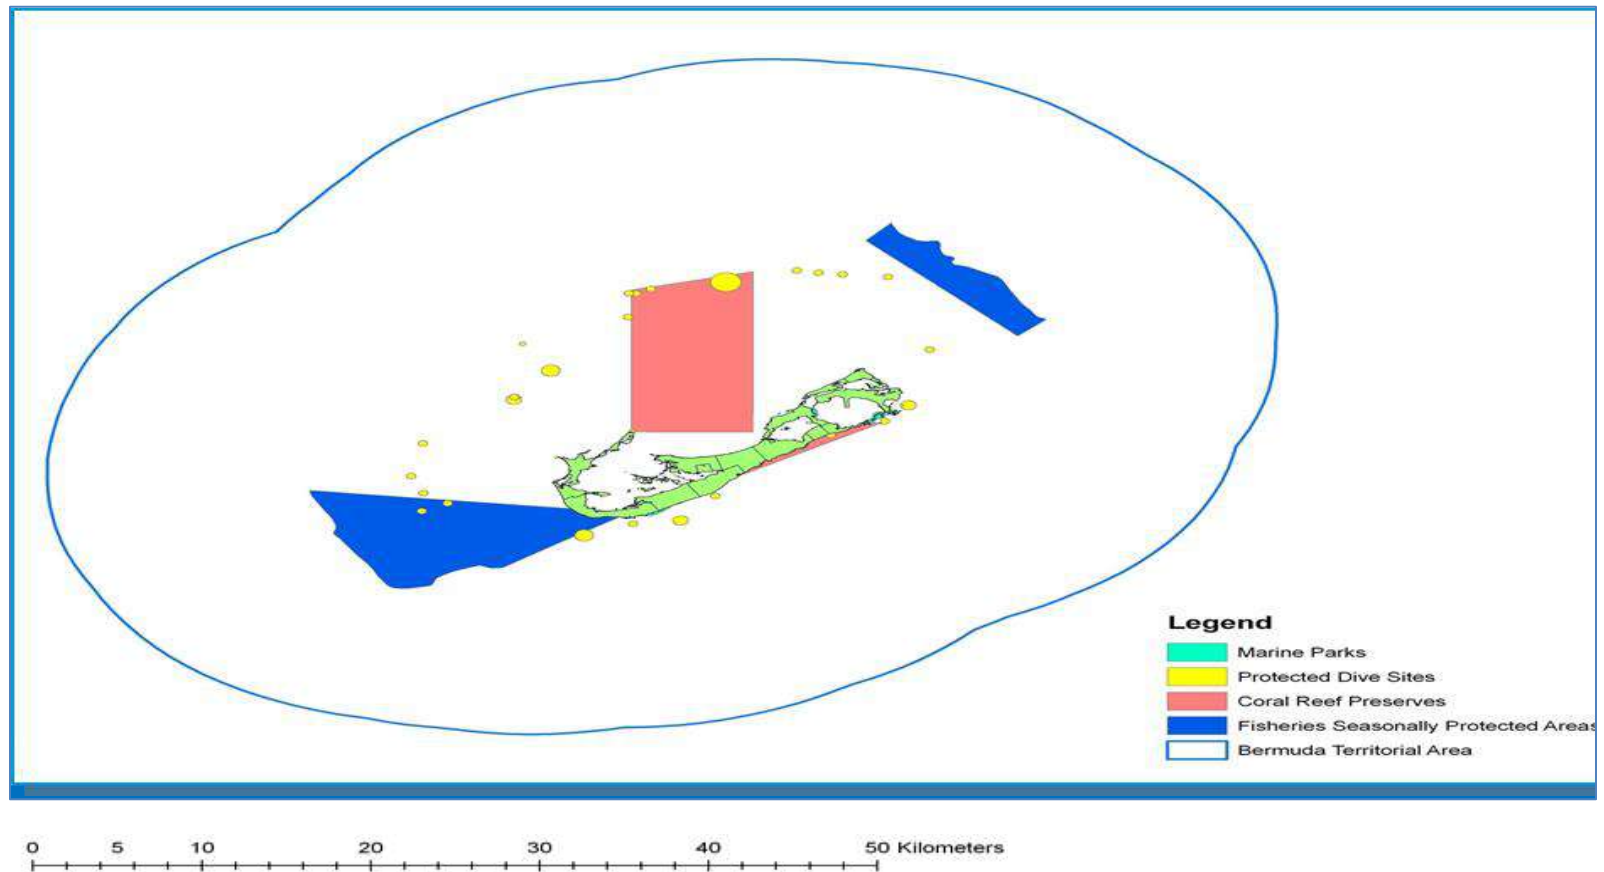 Legend
Marine Parks
Protected Dive Sites
Coral Reef Preserves
Fisheries Seasonally Protected Areas
Bermuda Territorial Area
0 5 10 20 30 40 50 Kilometers